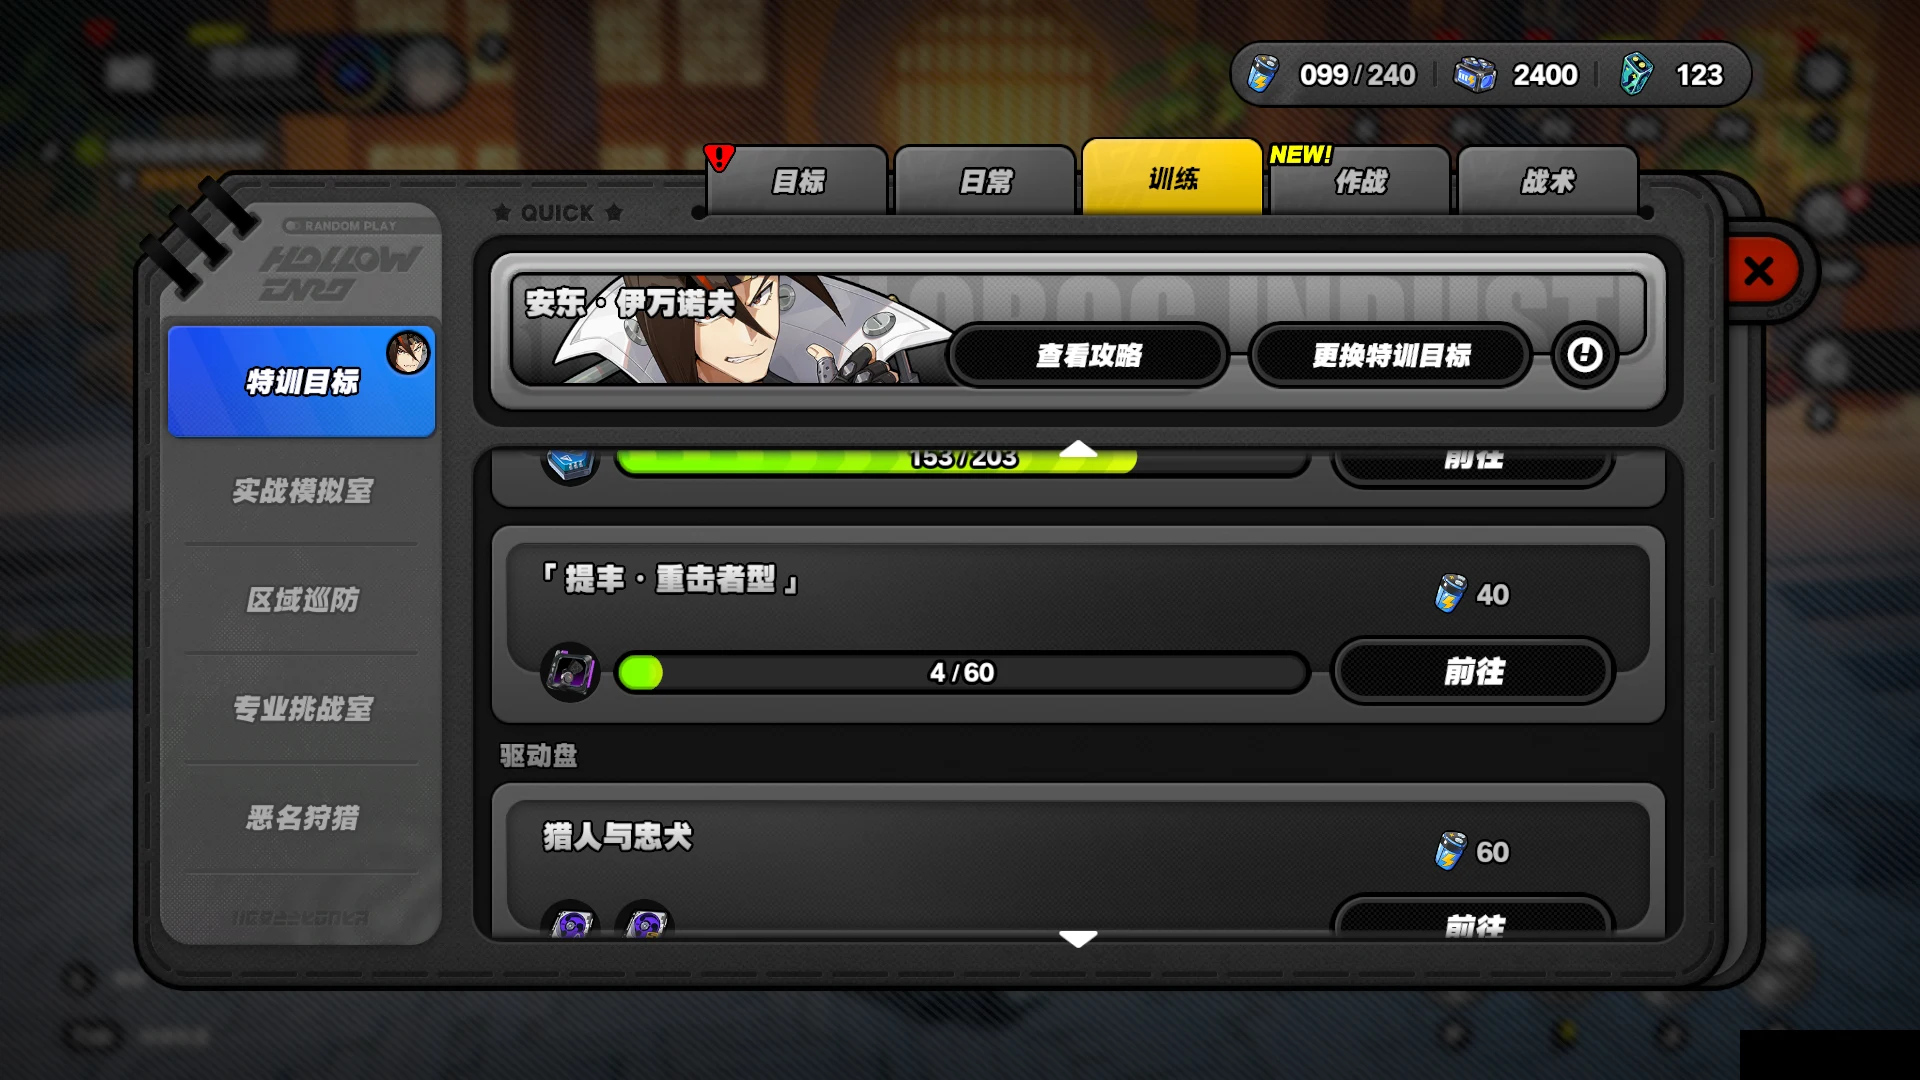 099/240
2400
123
目标
日常
训练
NEW!
作战
战术
QUICK
RANDOM PLAY
HOLLOW
ZERO
安东·伊万诺夫
查看攻略
更换特训目标
特训目标
实战模拟室
区域巡防
专业挑战室
恶名狩猎
153/203
前往
「提丰·重击者型」
40
4/60
前往
驱动盘
猎人与忠犬
60
前往